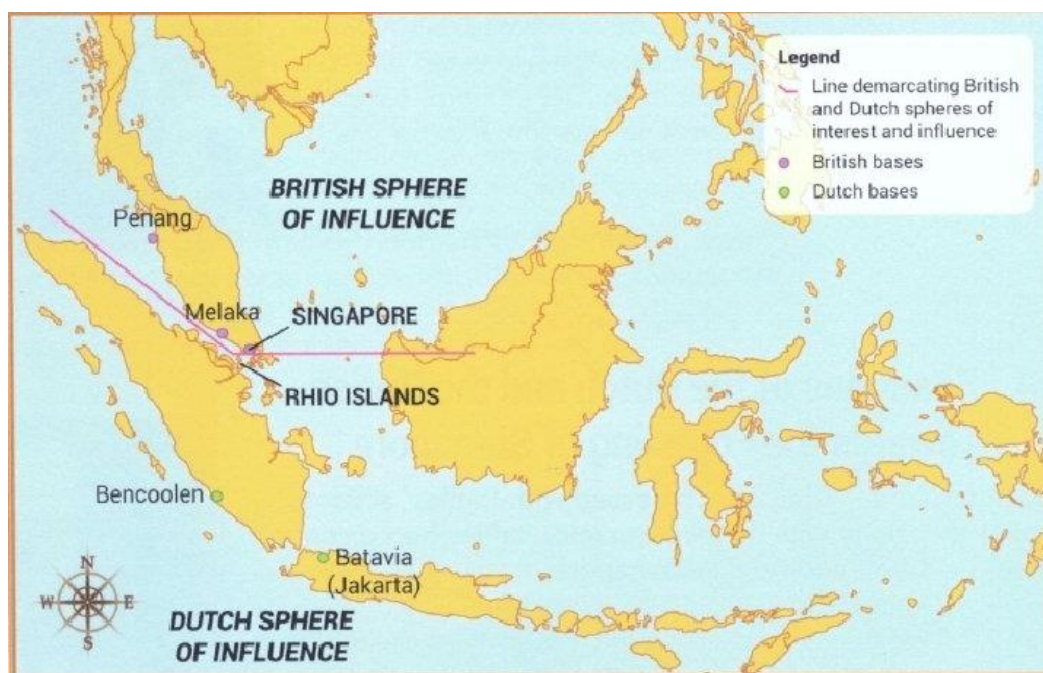 Legend
Line demarcating British
and Dutch spheres of
interest and influence
British bases
Dutch bases
BRITISH SPHERE
OF INFLUENCE
Penang
Melaka
SINGAPORE
RHIO ISLANDS
Bencoolen
Batavia
(Jakarta)
N
W E
S
DUTCH SPHERE
OF INFLUENCE